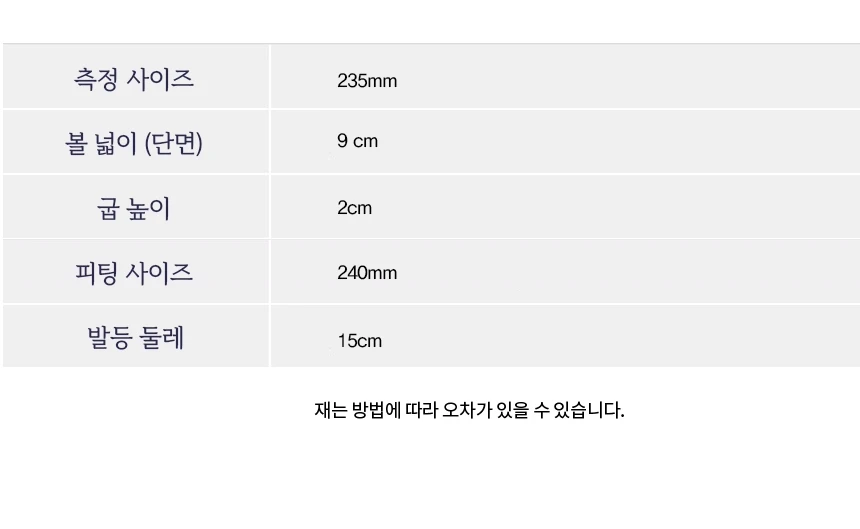 측정 사이즈 235mm
볼 넓이 (단면) 9 cm
굽 높이 2cm
피팅 사이즈 240mm
발등 둘레 15cm
재는 방법에 따라 오차가 있을 수 있습니다.